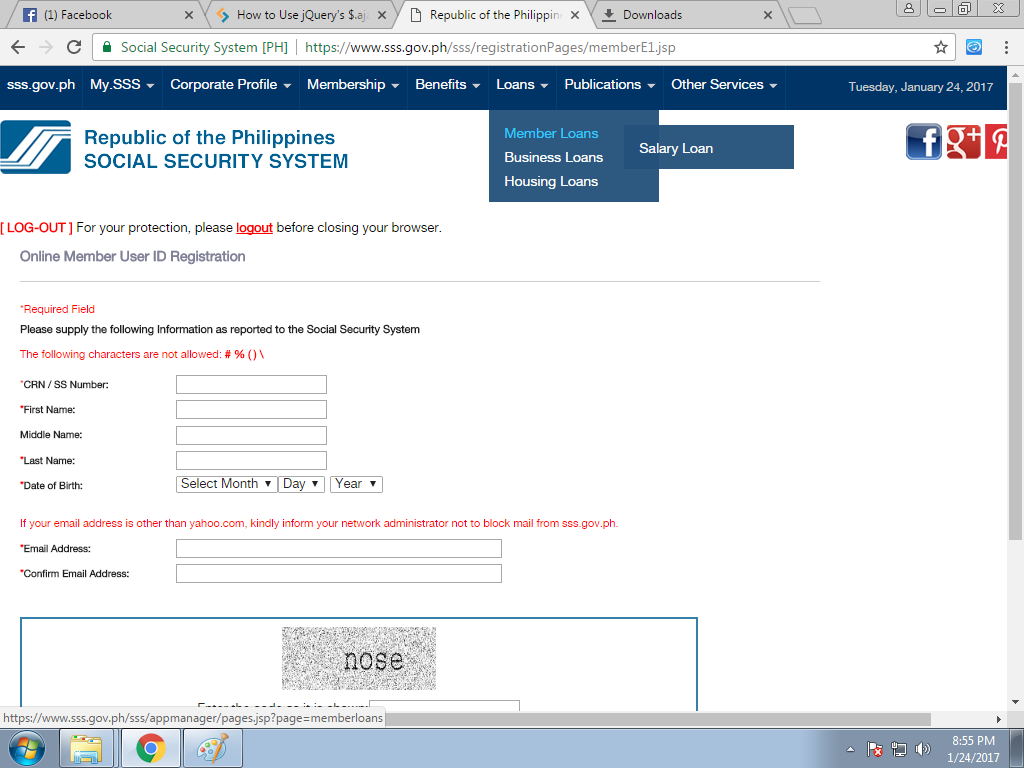 (1) Facebook
How to Use jQuery's $.aj
Republic of the Philippin
Downloads
Social Security System [PH]
https://www.sss.gov.ph/sss/registrationPages/memberE1.jsp
sss.gov.ph
My.SSS
Corporate Profile
Membership
Benefits
Loans
Publications
Other Services
Tuesday, January 24, 2017
Member Loans
Business Loans
Housing Loans
Salary Loan
Republic of the Philippines
SOCIAL SECURITY SYSTEM
[ LOG-OUT ] For your protection, please logout before closing your browser.
Online Member User ID Registration
*Required Field
Please supply the following Information as reported to the Social Security System
The following characters are not allowed: # % ( ) \
*CRN / SS Number:
*First Name:
Middle Name:
*Last Name:
*Date of Birth:
Select Month
Day
Year
If your email address is other than yahoo.com, kindly inform your network administrator not to block mail from sss.gov.ph.
*Email Address:
*Confirm Email Address:
nose
Enter the code as it is shown:
https://www.sss.gov.ph/sss/appmanager/pages.jsp?page=memberloans
8:55 PM
1/24/2017